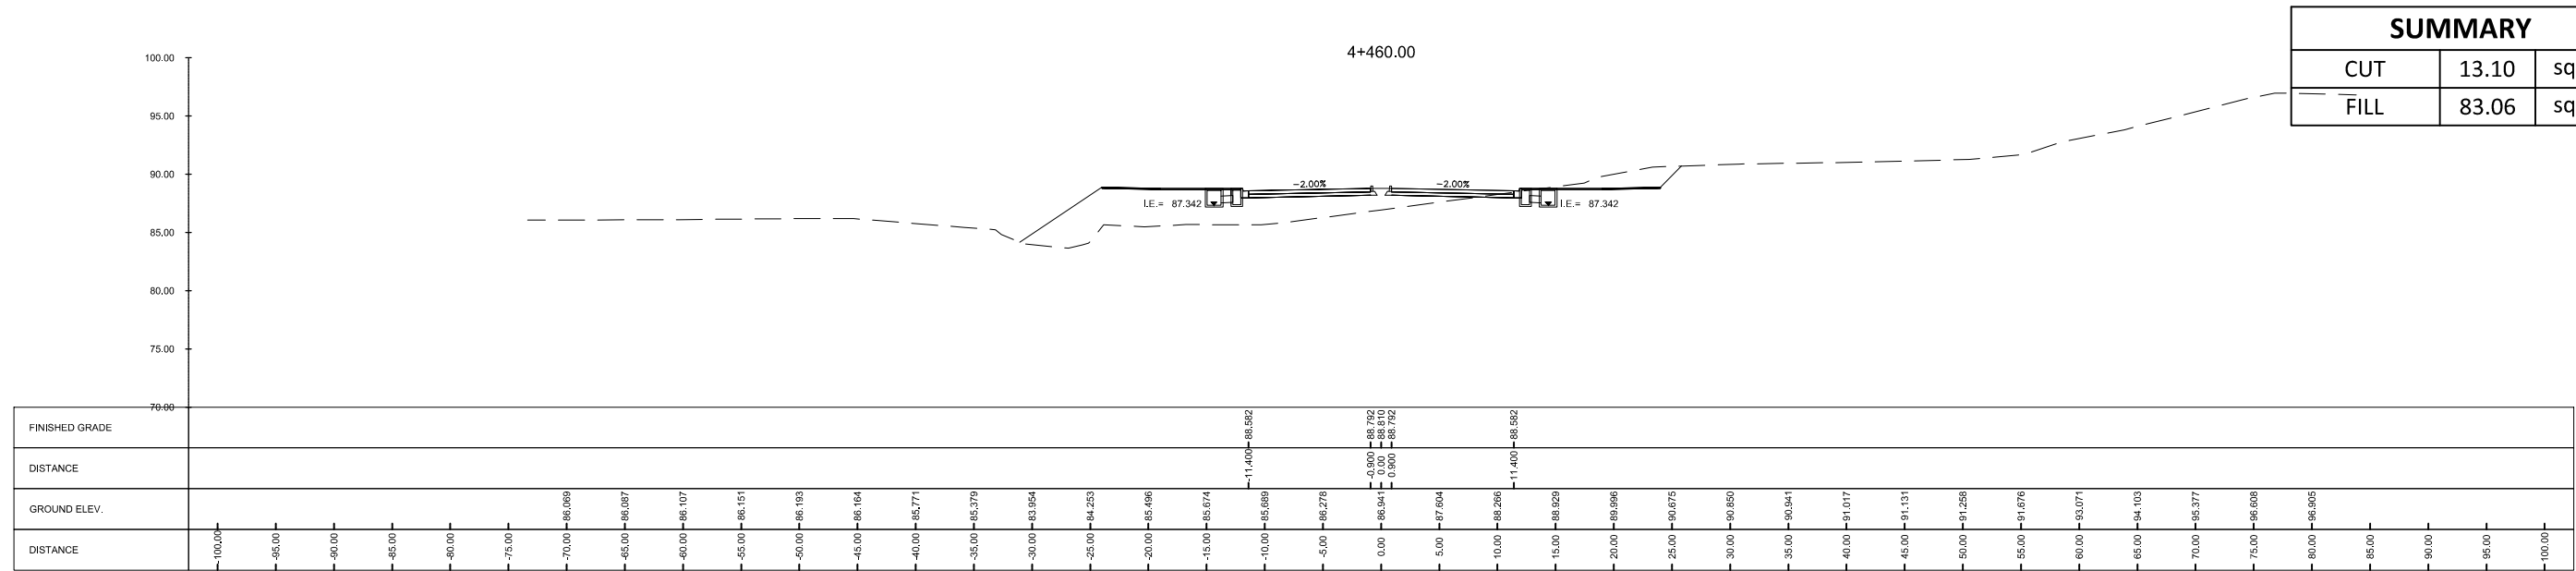 SUMMARY
CUT 13.10 sq
FILL 83.06 sq
4+460.00
100.00
95.00
90.00
85.00
80.00
75.00
70.00
-2.00% -2.00%
I.E.= 87.342 I.E.= 87.342
FINISHED GRADE 88.582 88.792 88.810 88.792 88.582
DISTANCE -11.400 -0.900 0.00 0.900 11.400
GROUND ELEV. 86.069 86.087 86.107 86.151 86.193 86.164 85.771 85.379 83.954 84.253 85.496 85.674 85.689 86.278 86.941 87.604 88.266 88.929 89.996 90.675 90.850 90.941 91.017 91.131 91.258 91.676 93.071 94.103 95.377 96.608 96.905
DISTANCE -100.00 -95.00 -90.00 -85.00 -80.00 -75.00 -70.00 -65.00 -60.00 -55.00 -50.00 -45.00 -40.00 -35.00 -30.00 -25.00 -20.00 -15.00 -10.00 -5.00 0.00 5.00 10.00 15.00 20.00 25.00 30.00 35.00 40.00 45.00 50.00 55.00 60.00 65.00 70.00 75.00 80.00 85.00 90.00 95.00 100.00